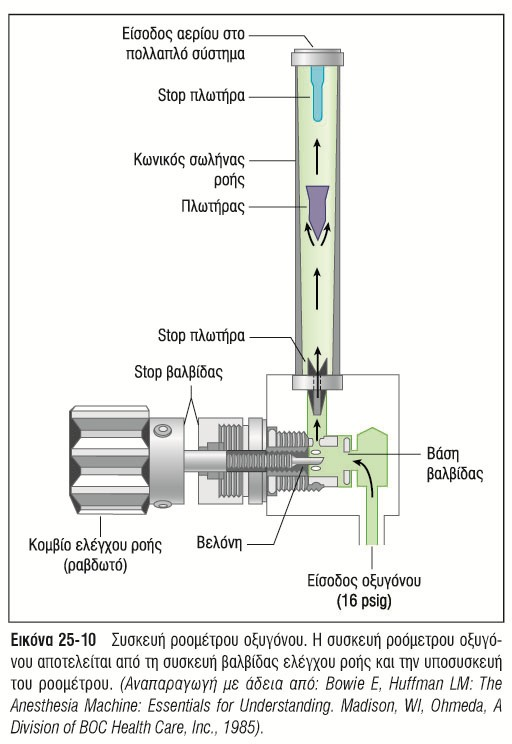 Είσοδος αερίου στο
πολλαπλό σύστημα
Stop πλωτήρα
Κωνικός σωλήνας
ροής
Πλωτήρας
Stop πλωτήρα
Stop βαλβίδας
Βάση
βαλβίδας
Κομβίο ελέγχου ροής
(ραβδωτό)
Βελόνη
Είσοδος οξυγόνου
(16 psig)
Εικόνα 25-10 Συσκευή ροομέτρου οξυγόνου. Η συσκευή ροόμετρου οξυγό-
νου αποτελείται από τη συσκευή βαλβίδας ελέγχου ροής και την υποσυσκευή
του ροομέτρου. (Αναπαραγωγή με άδεια από: Bowie E, Huffman LM: The
Anesthesia Machine: Essentials for Understanding. Madison, WI, Ohmeda, A
Division of BOC Health Care, Inc., 1985).